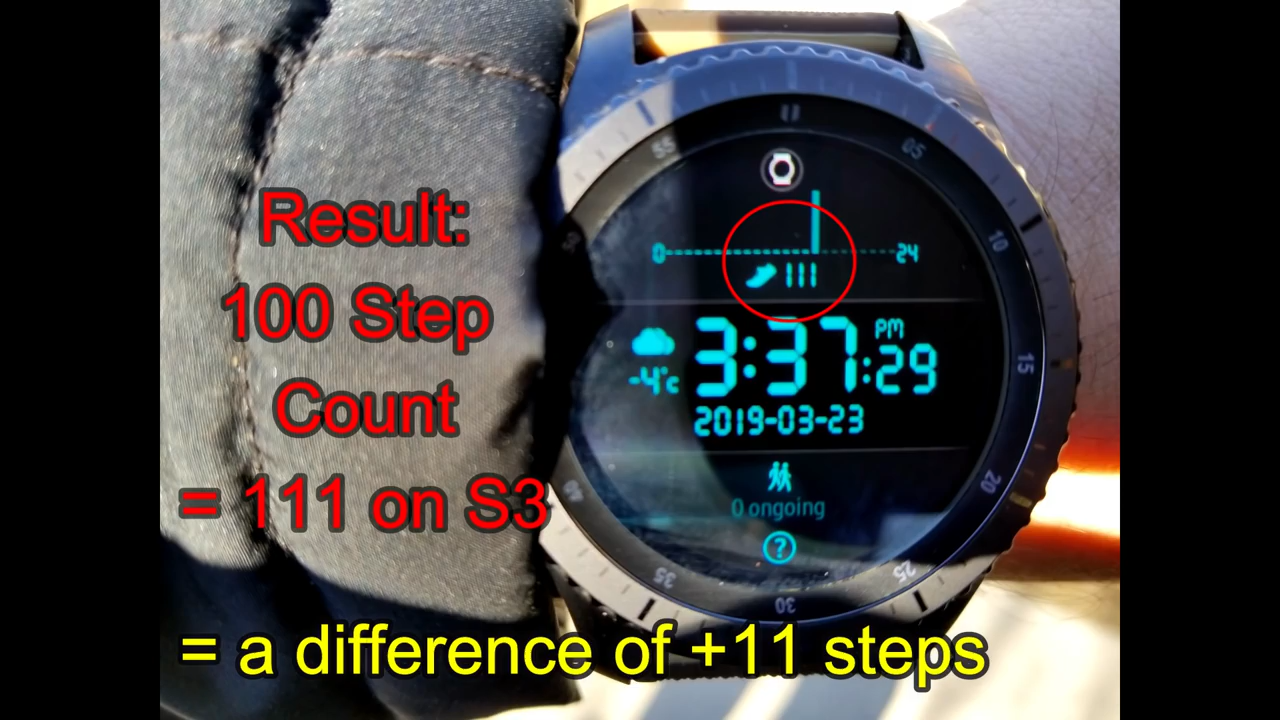 Result:
100 Step
Count
= 111 on S3
= a difference of +11 steps
55
05
10
15
20
25
30
35
40
0
24
111
3:37:29 PM
-4°c
2019-03-23
0 ongoing
?